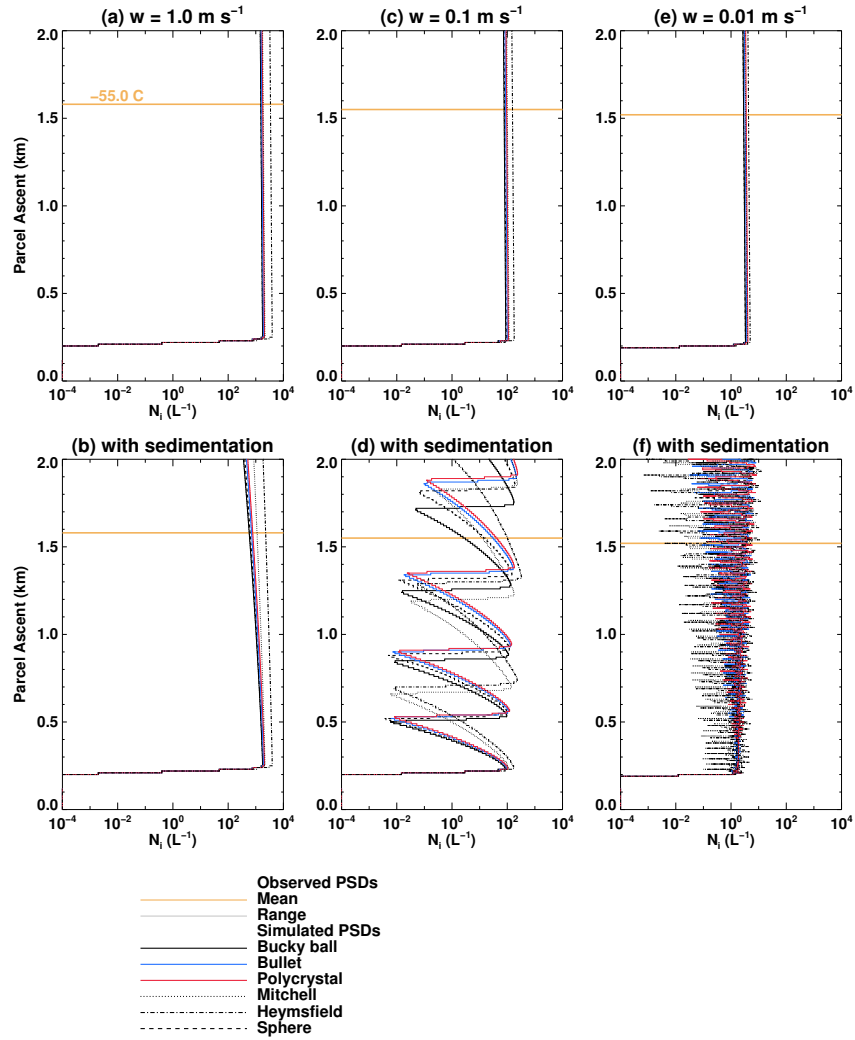 (a) w = 1.0 m s⁻¹
(c) w = 0.1 m s⁻¹
(e) w = 0.01 m s⁻¹
2.0
1.5
1.0
0.5
0.0
Parcel Ascent (km)
−55.0 C
10⁻⁴ 10⁻² 10⁰ 10² 10⁴
Nᵢ (L⁻¹)
2.0
1.5
1.0
0.5
0.0
10⁻⁴ 10⁻² 10⁰ 10² 10⁴
Nᵢ (L⁻¹)
2.0
1.5
1.0
0.5
0.0
10⁻⁴ 10⁻² 10⁰ 10² 10⁴
Nᵢ (L⁻¹)
(b) with sedimentation
(d) with sedimentation
(f) with sedimentation
2.0
1.5
1.0
0.5
0.0
Parcel Ascent (km)
10⁻⁴ 10⁻² 10⁰ 10² 10⁴
Nᵢ (L⁻¹)
2.0
1.5
1.0
0.5
0.0
10⁻⁴ 10⁻² 10⁰ 10² 10⁴
Nᵢ (L⁻¹)
2.0
1.5
1.0
0.5
0.0
10⁻⁴ 10⁻² 10⁰ 10² 10⁴
Nᵢ (L⁻¹)
Observed PSDs
Mean
Range
Simulated PSDs
Bucky ball
Bullet
Polycrystal
Mitchell
Heymsfield
Sphere